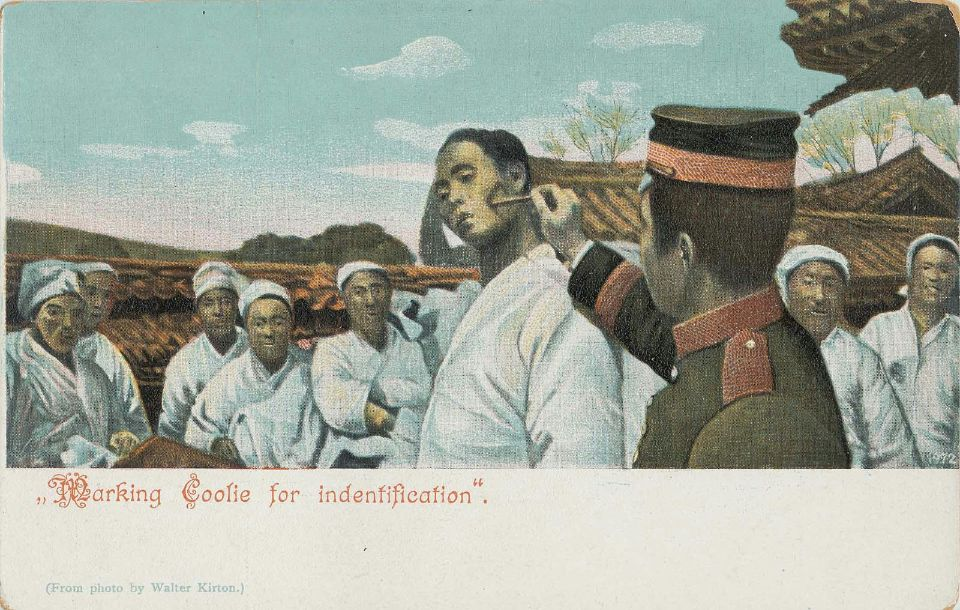 „Marking Coolie for indentification“.
(From photo by Walter Kirton.)